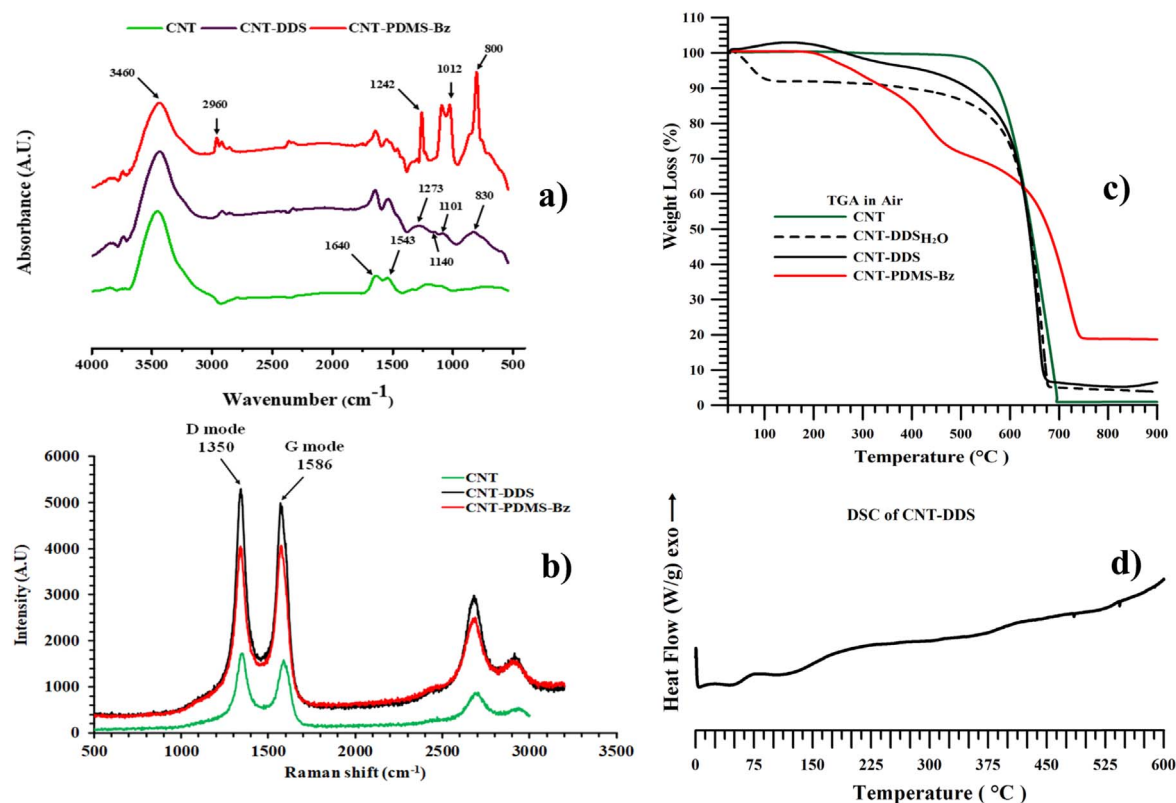 CNT CNT-DDS CNT-PDMS-Bz
3460
2960
1242
1012
800
1273
1101
830
1640
1543
1140
a)
Absorbance (A.U.)
4000 3500 3000 2500 2000 1500 1000 500
Wavenumber (cm-1)
110
100
90
80
70
60
50
40
30
20
10
0
Weight Loss (%)
c)
TGA in Air
CNT
CNT-DDSH2O
CNT-DDS
CNT-PDMS-Bz
100 200 300 400 500 600 700 800 900
Temperature (°C)
D mode
1350
G mode
1586
6000
5000
4000
3000
2000
1000
0
Intensity (A.U)
CNT
CNT-DDS
CNT-PDMS-Bz
b)
500 1000 1500 2000 2500 3000 3500
Raman shift (cm-1)
DSC of CNT-DDS
d)
Heat Flow (W/g) exo →
0 75 150 225 300 375 450 525 600
Temperature ( °C)